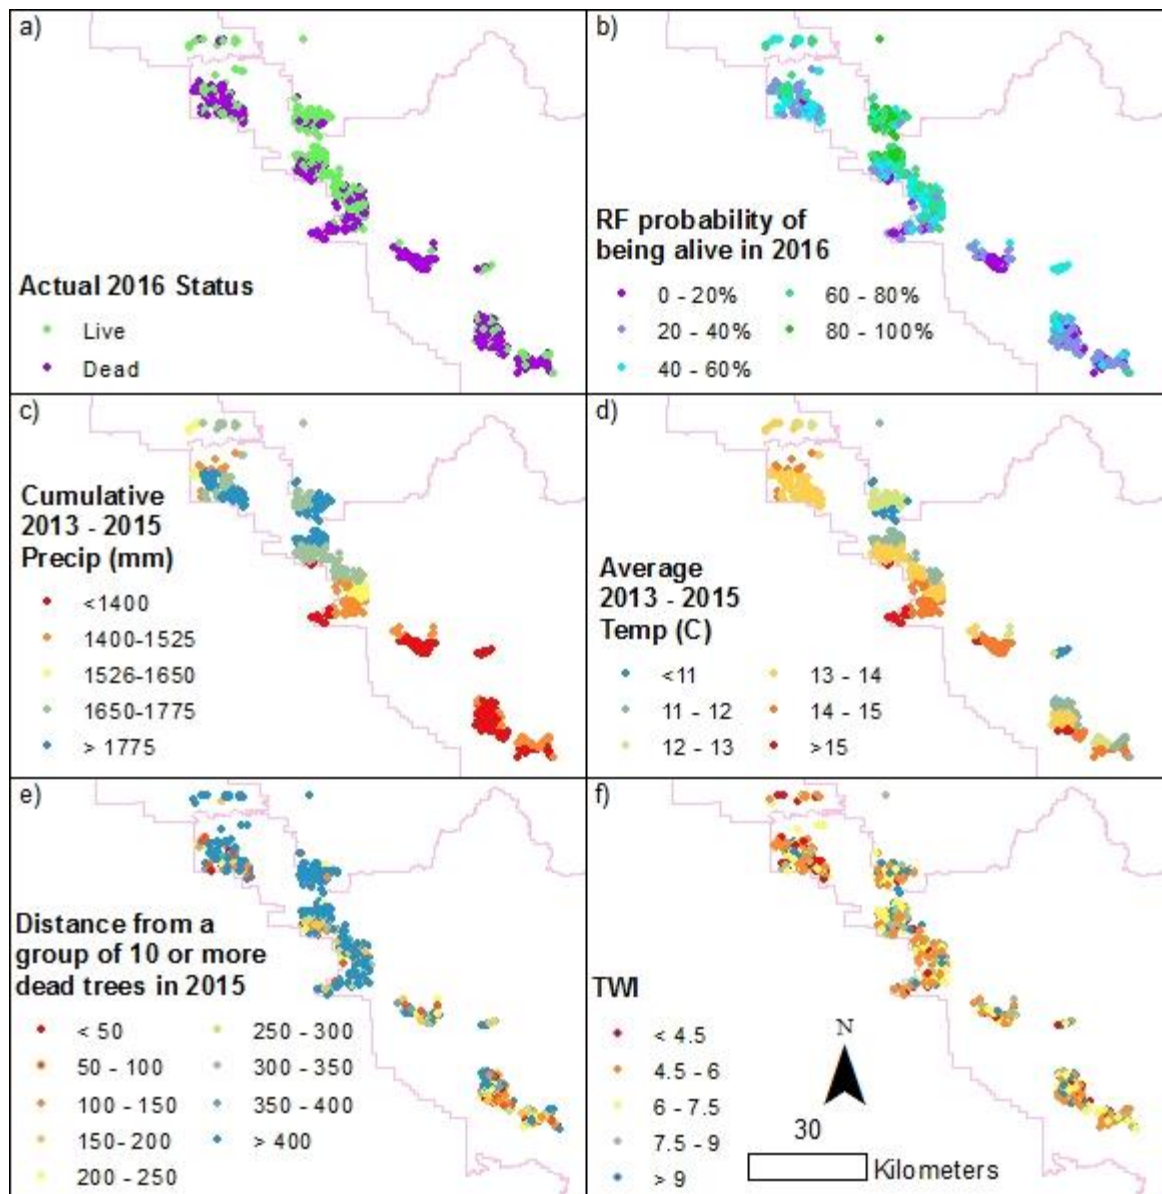 a)
Actual 2016 Status
Live
Dead
b)
RF probability of
being alive in 2016
0 - 20%
20 - 40%
40 - 60%
60 - 80%
80 - 100%
c)
Cumulative
2013 - 2015
Precip (mm)
<1400
1400-1525
1526-1650
1650-1775
> 1775
d)
Average
2013 - 2015
Temp (C)
<11
11 - 12
12 - 13
13 - 14
14 - 15
>15
e)
Distance from a
group of 10 or more
dead trees in 2015
< 50
50 - 100
100 - 150
150- 200
200 - 250
250 - 300
300 - 350
350 - 400
> 400
f)
TWI
< 4.5
4.5 - 6
6 - 7.5
7.5 - 9
> 9
N
30
Kilometers